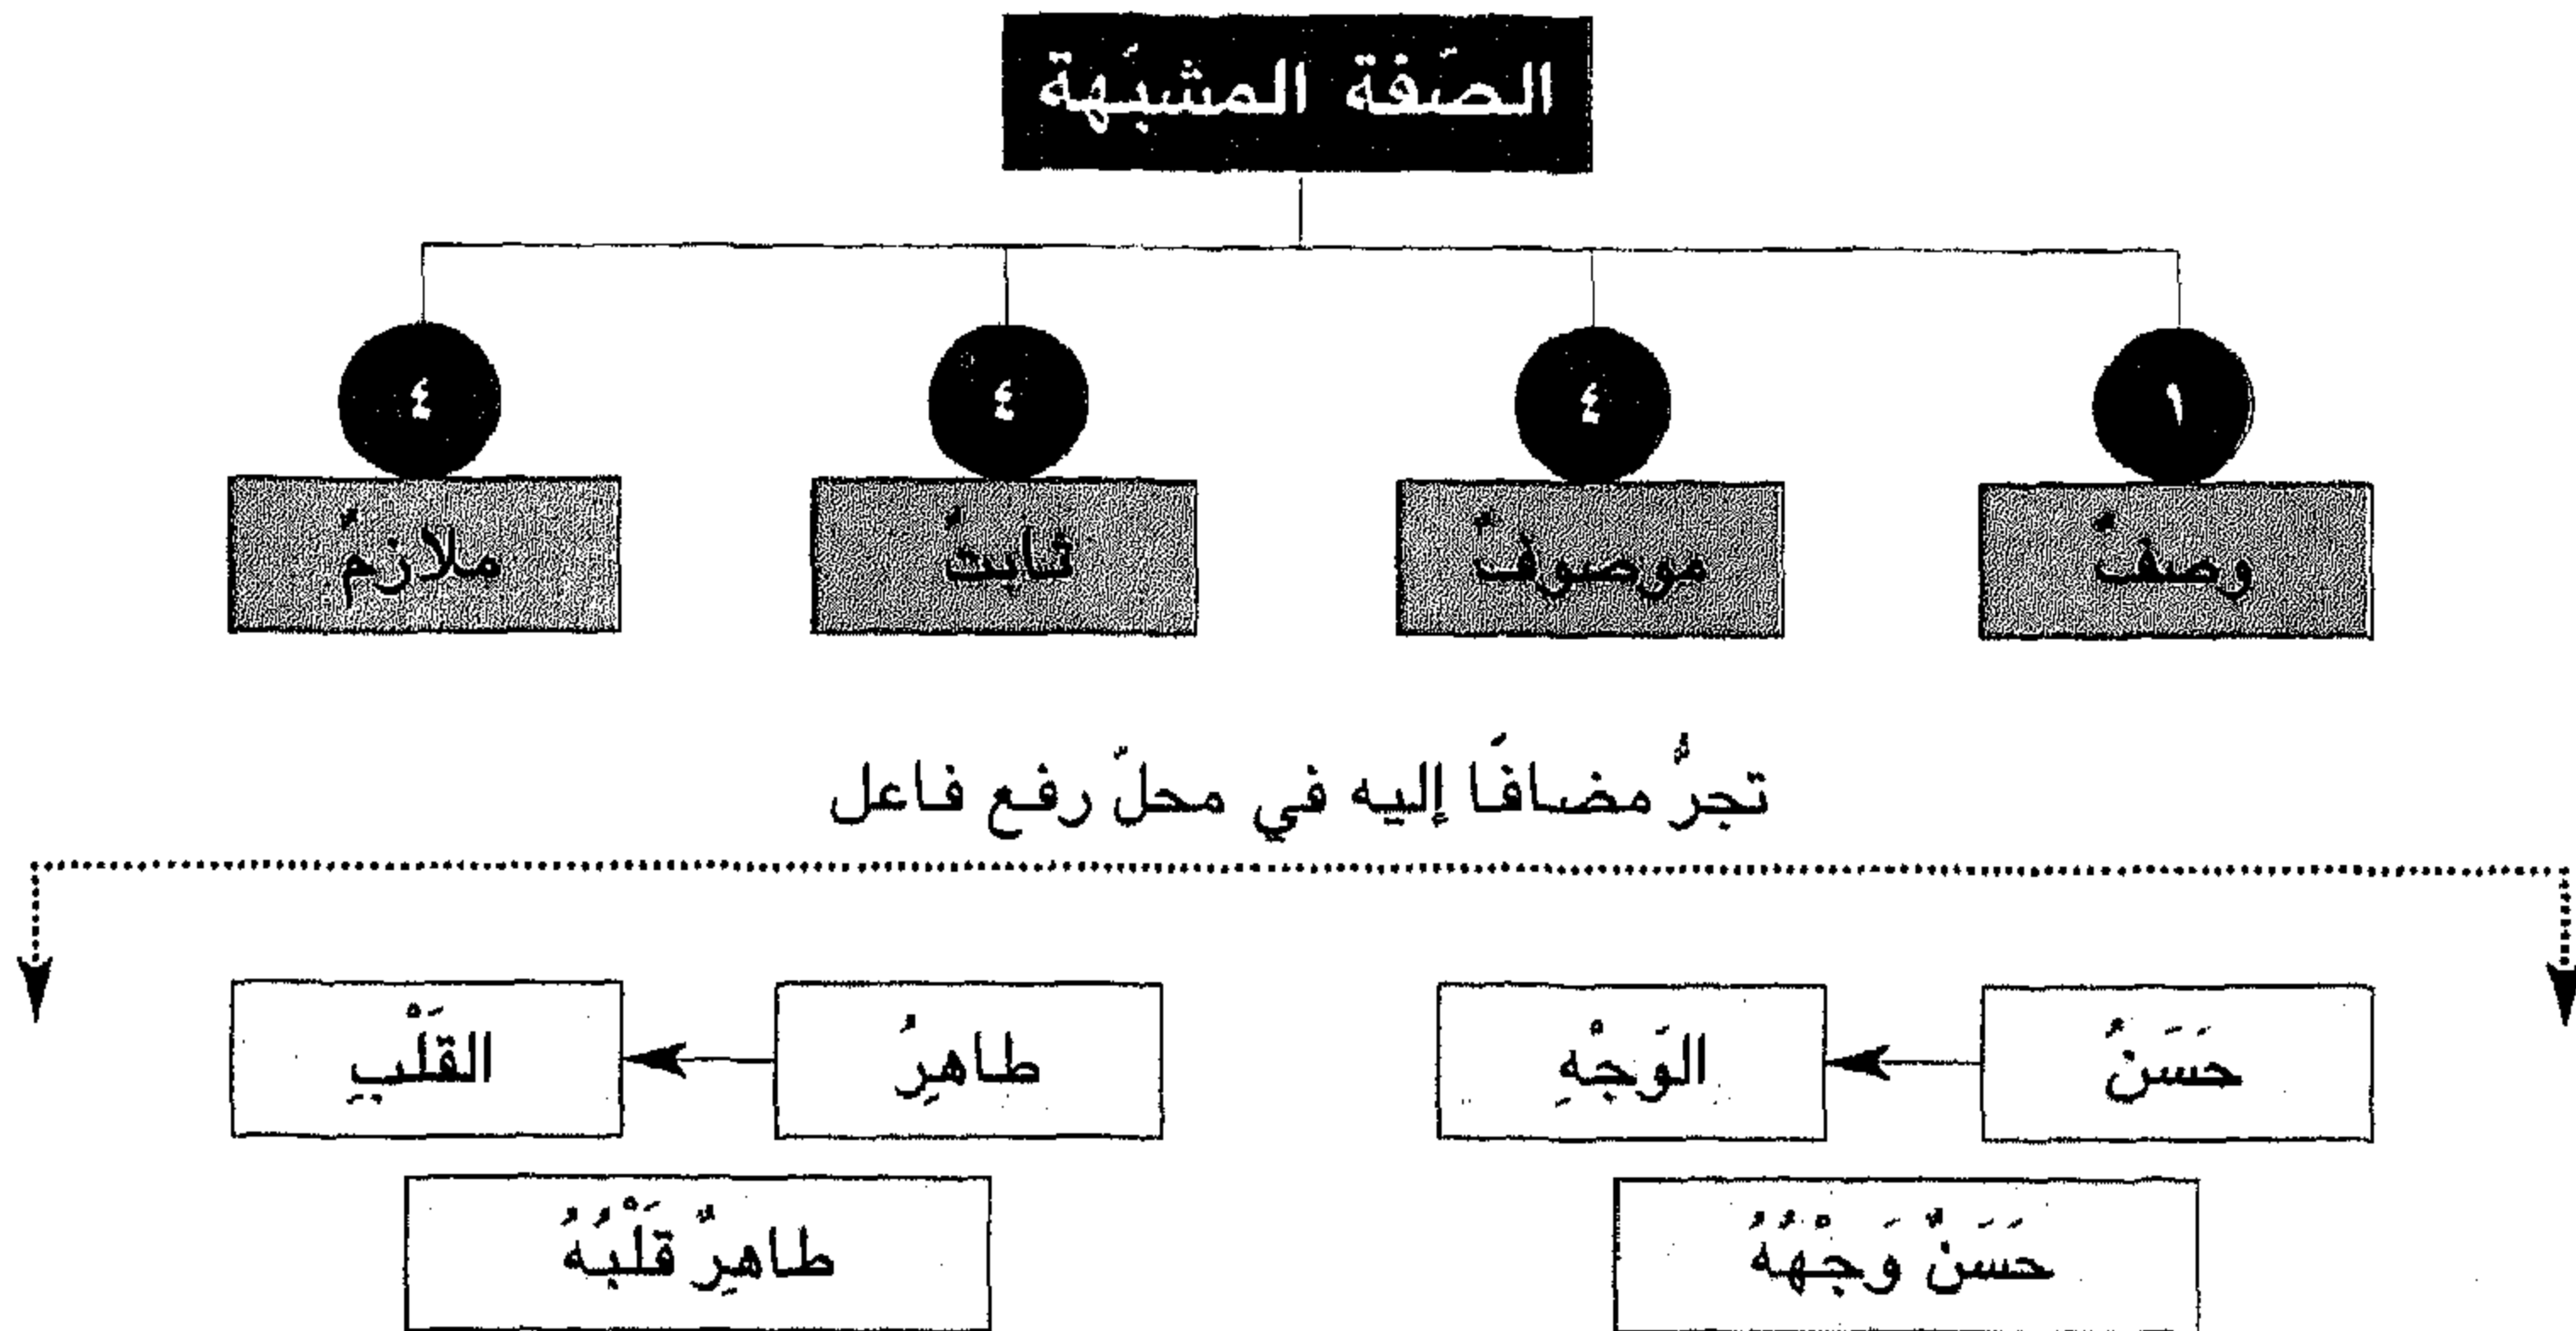 الصّفة المشبّهة
١
٤
٤
٤
وصفٌ
موصوفٌ
ثابتٌ
ملازمٌ
تجرُّ مضافًا إليه في محلّ رفع فاعل
حَسَنُ
الوَجْهِ
طاهِرُ
القَلْبِ
حَسَنٌ وَجْهُهُ
طاهِرٌ قَلْبُهُ